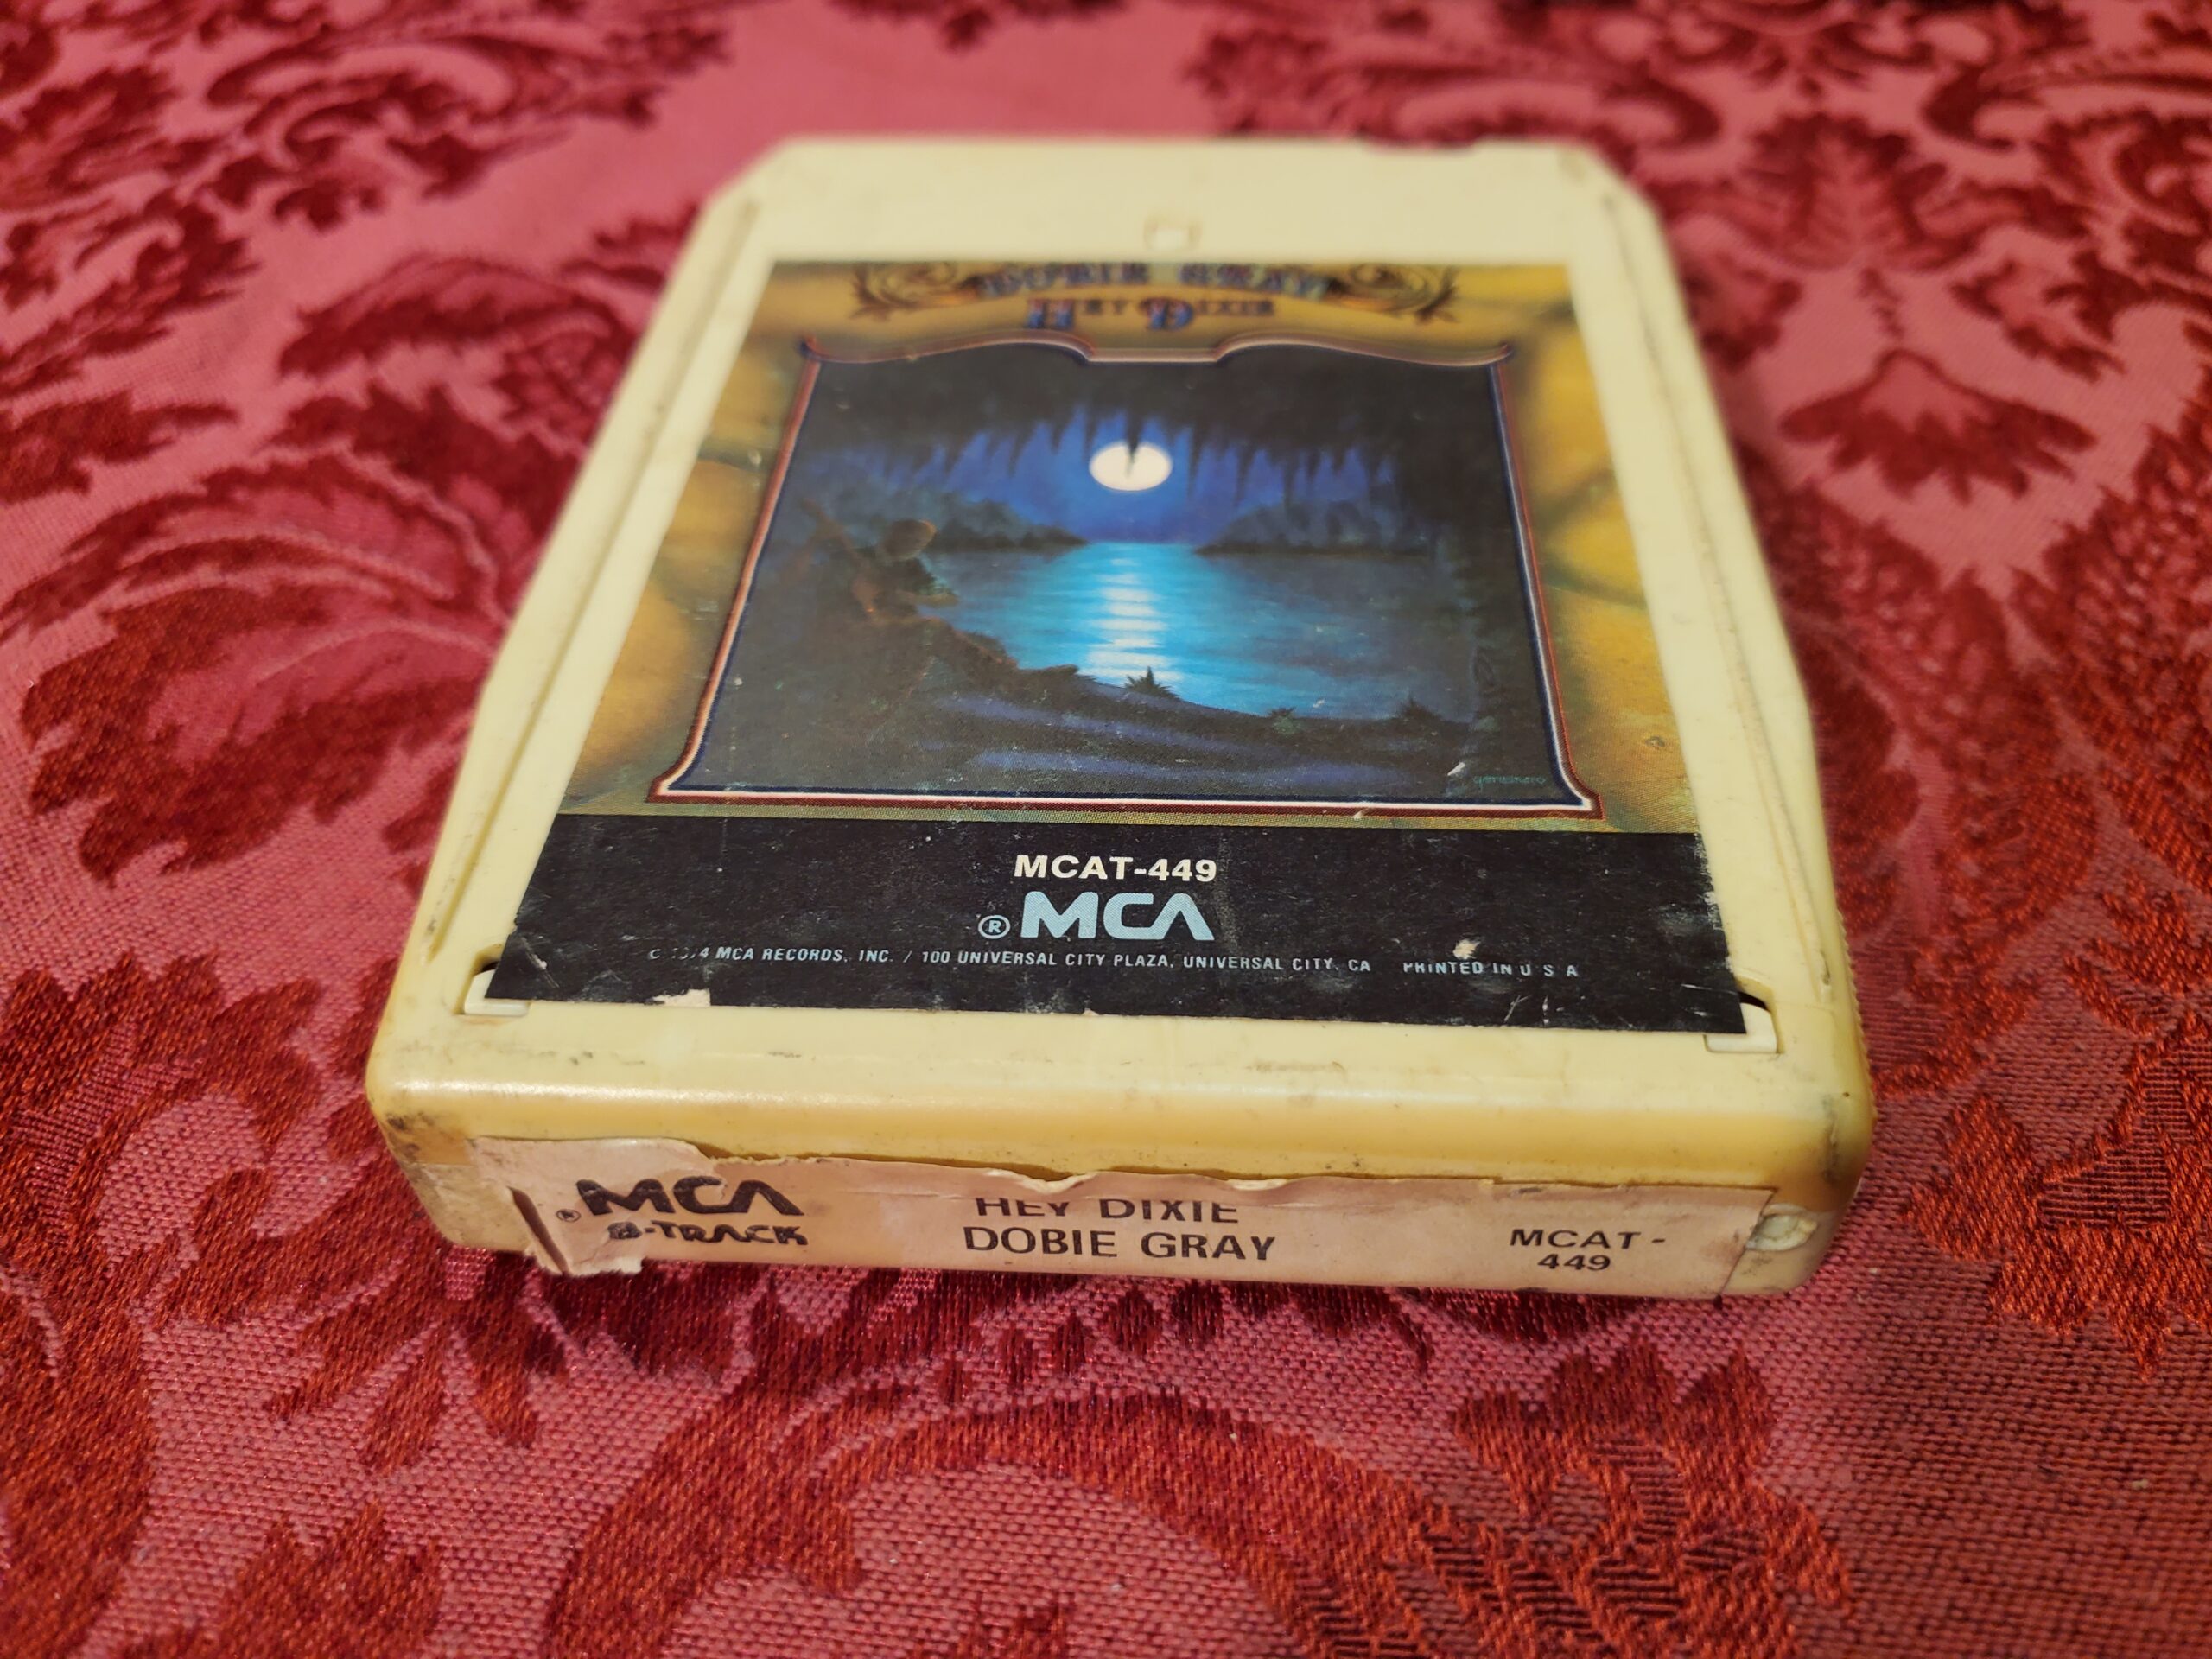 DOBIE GRAY
HEY DIXIE
MCAT-449
® MCA
MCA RECORDS, INC. / 100 UNIVERSAL CITY PLAZA, UNIVERSAL CITY, CA PRINTED IN U S A
® MCA
8-TRACK
HEY DIXIE
DOBIE GRAY
MCAT-
449